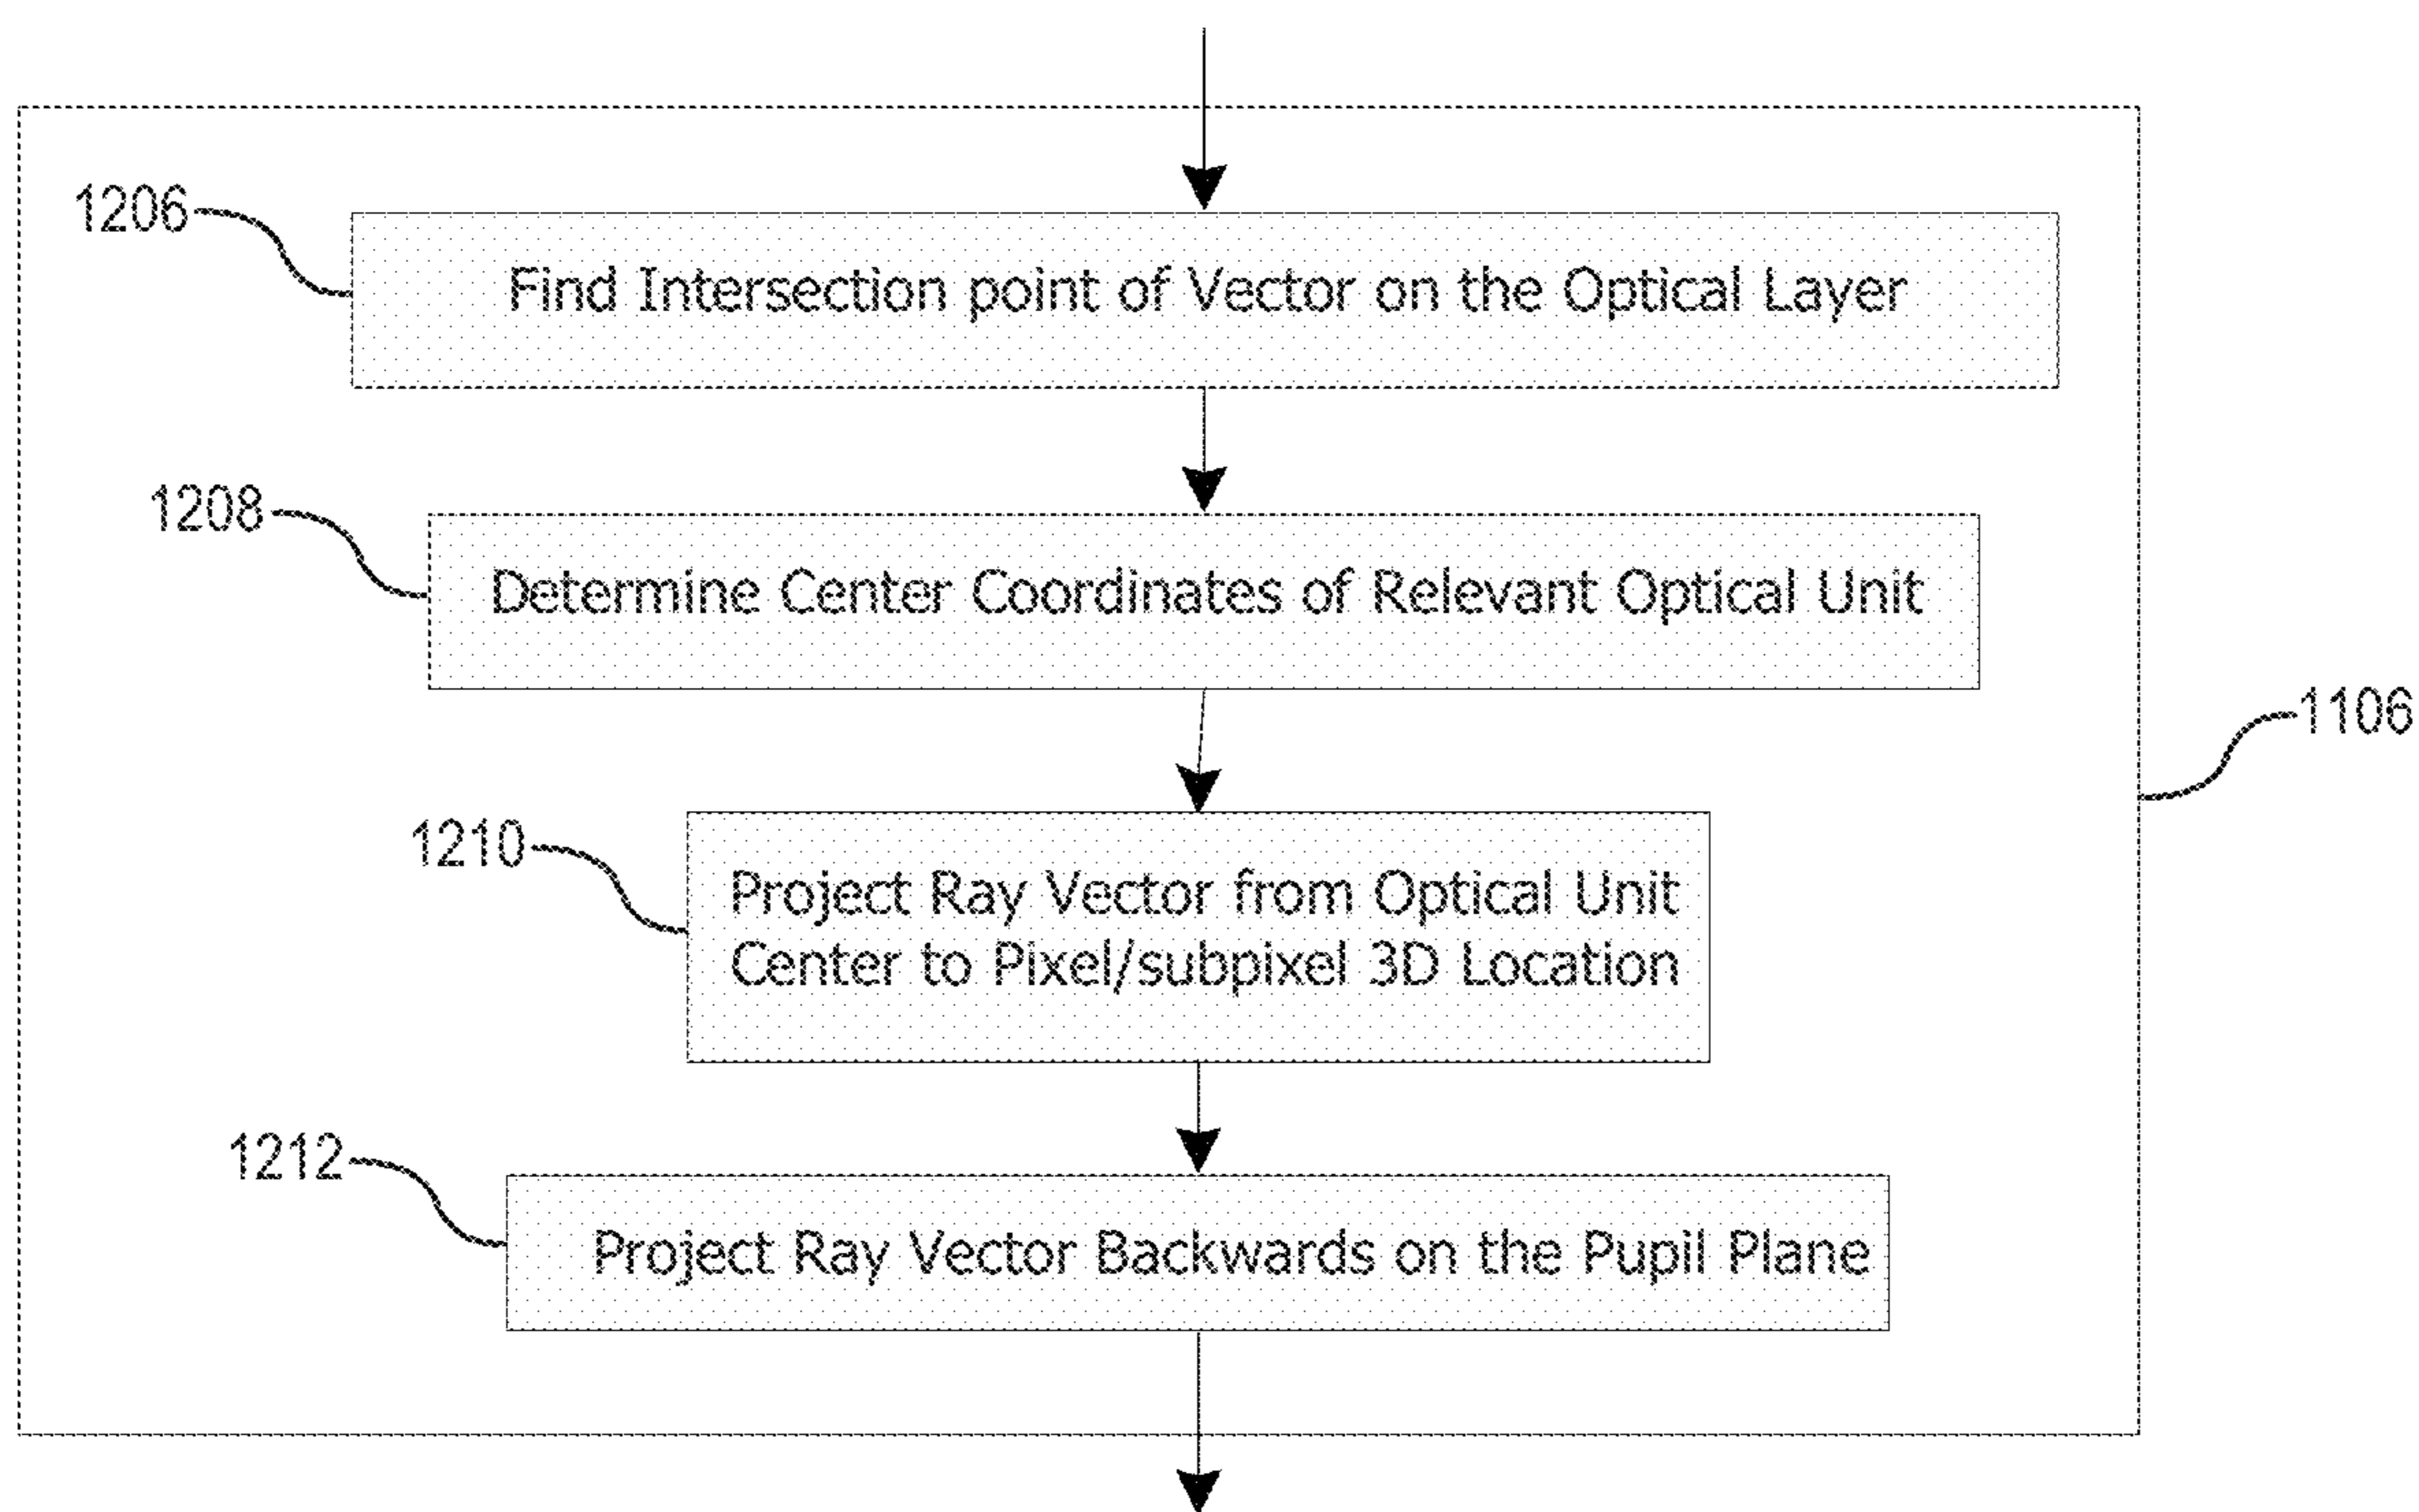 1206
Find Intersection point of Vector on the Optical Layer
1208
Determine Center Coordinates of Relevant Optical Unit
1106
1210
Project Ray Vector from Optical Unit
Center to Pixel/subpixel 3D Location
1212
Project Ray Vector Backwards on the Pupil Plane